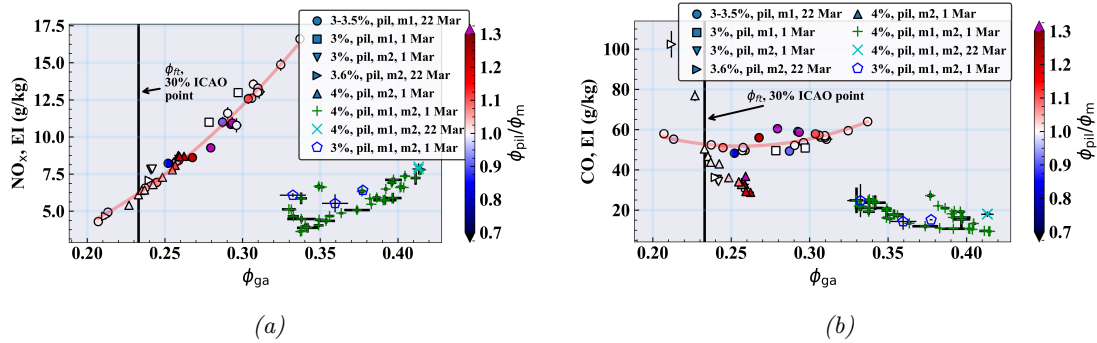 17.5
15.0
12.5
10.0
7.5
5.0
NOx, EI (g/kg)
0.20 0.25 0.30 0.35 0.40
ϕga
ϕft,
30% ICAO
point
3-3.5%, pil, m1, 22 Mar
3%, pil, m1, 1 Mar
3%, pil, m2, 1 Mar
3.6%, pil, m2, 22 Mar
4%, pil, m2, 1 Mar
4%, pil, m1, m2, 1 Mar
4%, pil, m1, m2, 22 Mar
3%, pil, m1, m2, 1 Mar
1.3
1.2
1.1
1.0
0.9
0.8
0.7
ϕpil/ϕm
(a)
100
80
60
40
20
CO, EI (g/kg)
0.20 0.25 0.30 0.35 0.40
ϕga
ϕft, 30% ICAO point
3-3.5%, pil, m1, 22 Mar
3%, pil, m1, 1 Mar
3%, pil, m2, 1 Mar
3.6%, pil, m2, 22 Mar
4%, pil, m2, 1 Mar
4%, pil, m1, m2, 1 Mar
4%, pil, m1, m2, 22 Mar
3%, pil, m1, m2, 1 Mar
1.3
1.2
1.1
1.0
0.9
0.8
0.7
ϕpil/ϕm
(b)